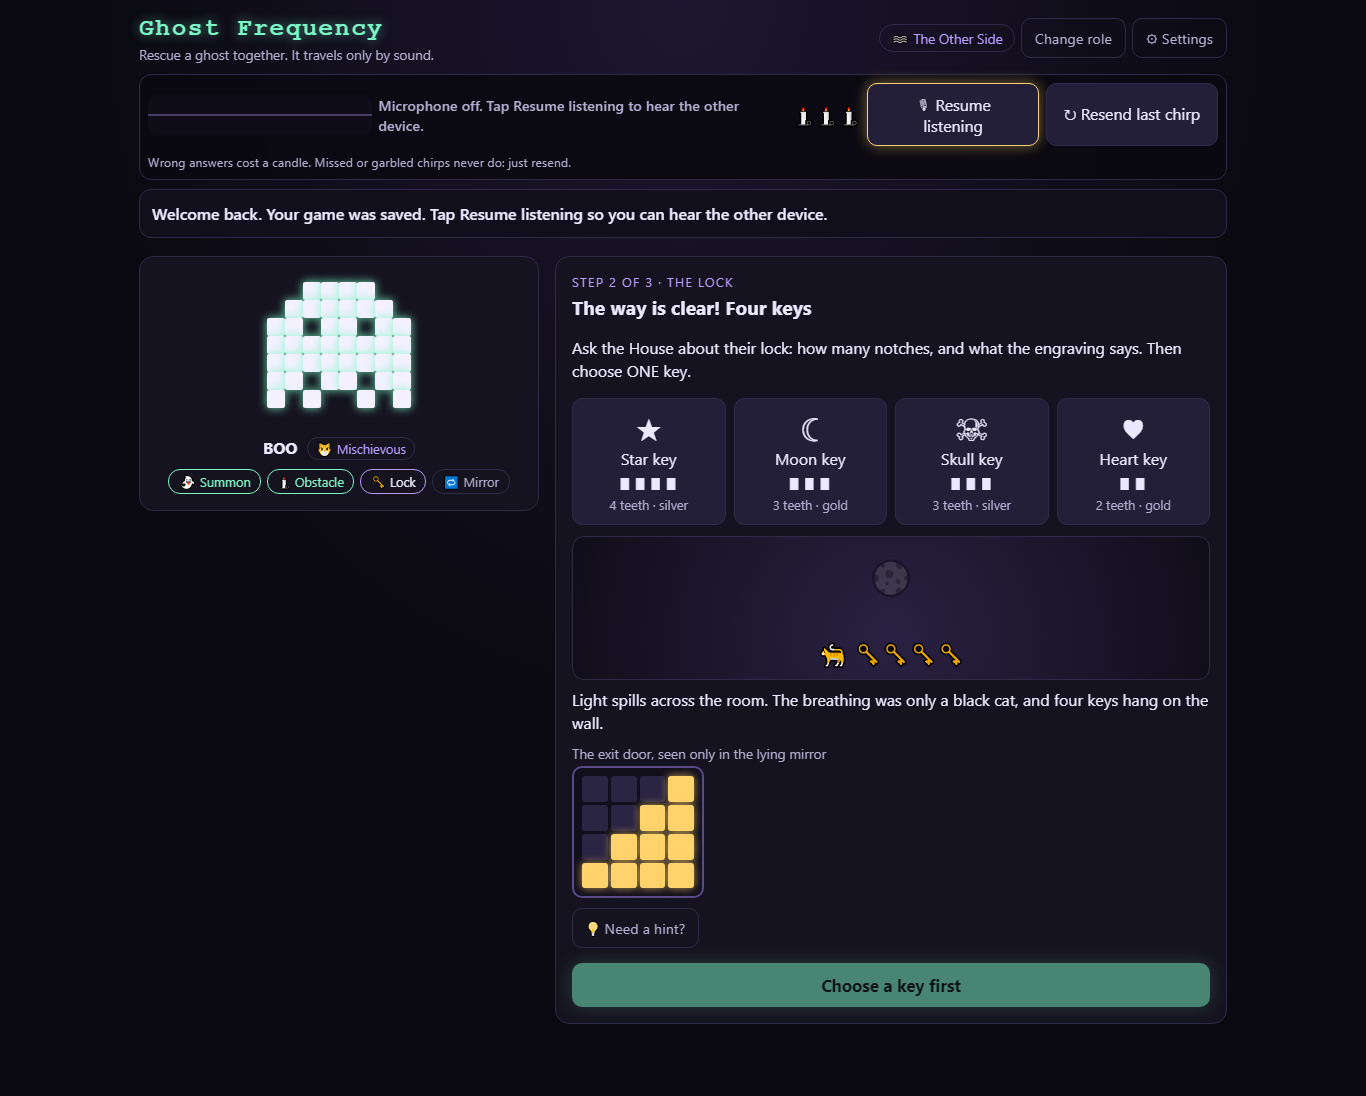 Ghost Frequency
Rescue a ghost together. It travels only by sound.
The Other Side
Change role
Settings
Microphone off. Tap Resume listening to hear the other
device.
Resume
listening
Resend last chirp
Wrong answers cost a candle. Missed or garbled chirps never do: just resend.
Welcome back. Your game was saved. Tap Resume listening so you can hear the other device.
BOO
Mischievous
Summon
Obstacle
Lock
Mirror
STEP 2 OF 3 · THE LOCK
The way is clear! Four keys
Ask the House about their lock: how many notches, and what the engraving says. Then
choose ONE key.
Star key
4 teeth · silver
Moon key
3 teeth · gold
Skull key
3 teeth · silver
Heart key
2 teeth · gold
Light spills across the room. The breathing was only a black cat, and four keys hang on the
wall.
The exit door, seen only in the lying mirror
Need a hint?
Choose a key first